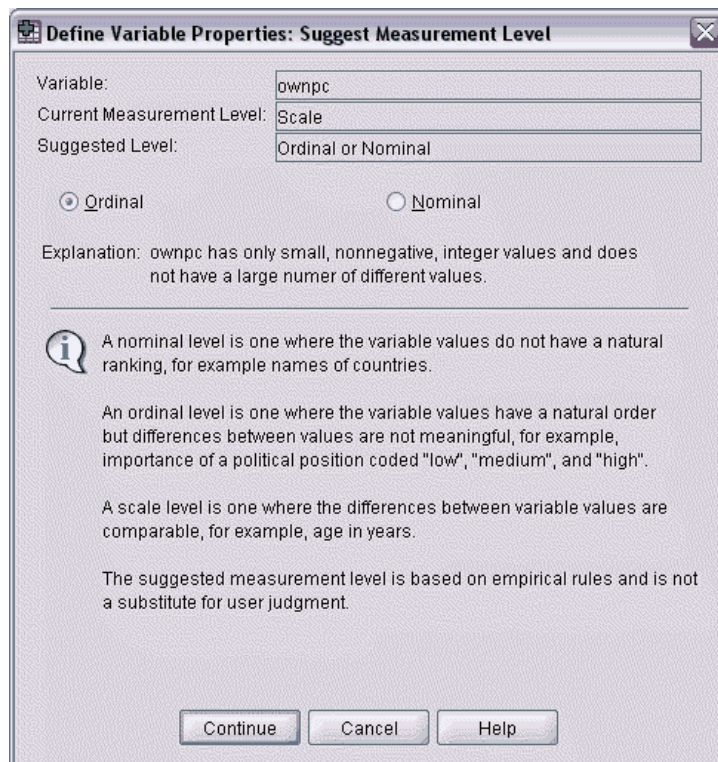 Define Variable Properties: Suggest Measurement Level
Variable: ownpc
Current Measurement Level: Scale
Suggested Level: Ordinal or Nominal
Ordinal Nominal
Explanation: ownpc has only small, nonnegative, integer values and does
not have a large numer of different values.
A nominal level is one where the variable values do not have a natural
ranking, for example names of countries.
An ordinal level is one where the variable values have a natural order
but differences between values are not meaningful, for example,
importance of a political position coded "low", "medium", and "high".
A scale level is one where the differences between variable values are
comparable, for example, age in years.
The suggested measurement level is based on empirical rules and is not
a substitute for user judgment.
Continue Cancel Help